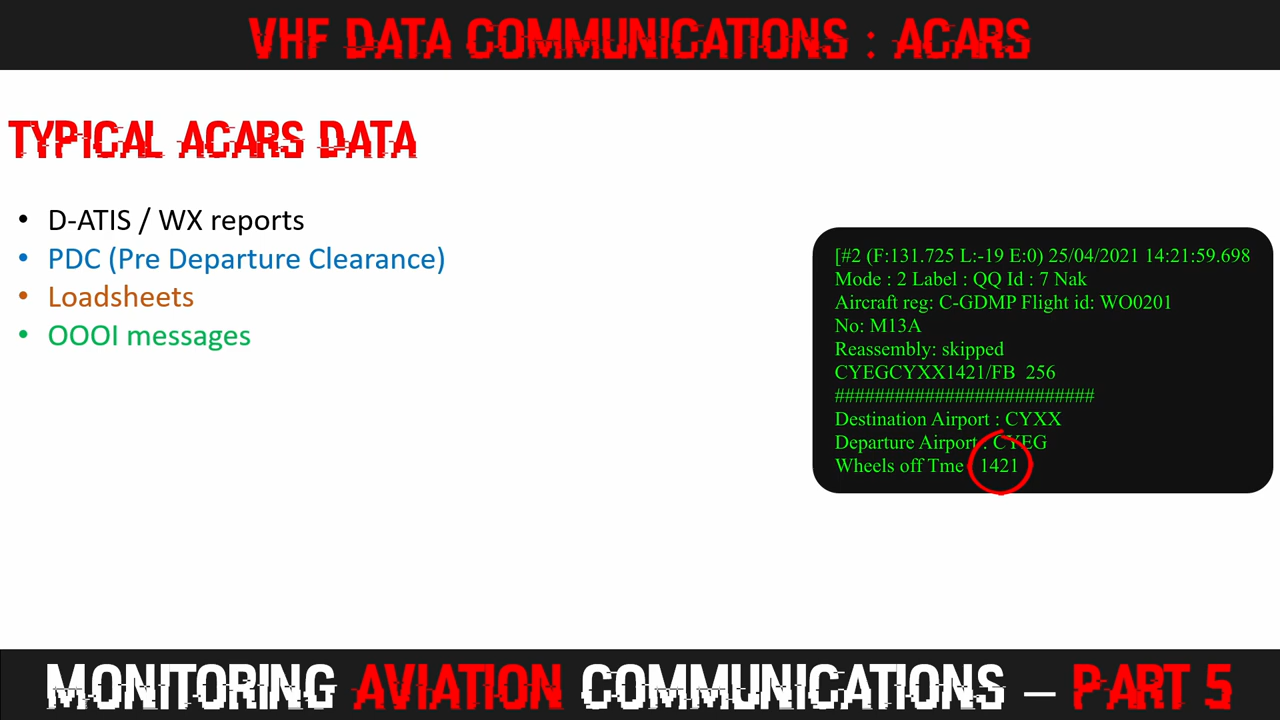 VHF DATA COMMUNICATIONS : ACARS
TYPICAL ACARS DATA
• D-ATIS / WX reports
• PDC (Pre Departure Clearance)
• Loadsheets
• OOOI messages
[#2 (F:131.725 L:-19 E:0) 25/04/2021 14:21:59.698
Mode : 2 Label : QQ Id : 7 Nak
Aircraft reg: C-GDMP Flight id: WO0201
No: M13A
Reassembly: skipped
CYEGCYXX1421/FB 256
##########################
Destination Airport : CYXX
Departure Airport : CYEG
Wheels off Tme : 1421
MONITORING AVIATION COMMUNICATIONS – PART 5